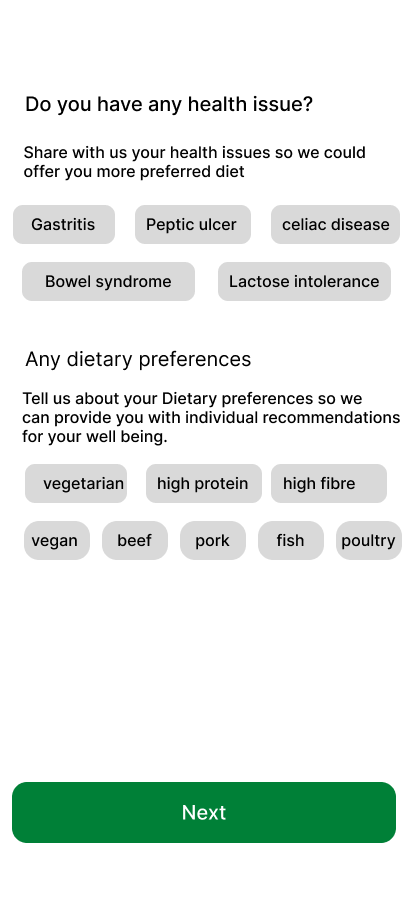 Do you have any health issue?
Share with us your health issues so we could
offer you more preferred diet
Gastritis Peptic ulcer celiac disease
Bowel syndrome Lactose intolerance
Any dietary preferences
Tell us about your Dietary preferences so we
can provide you with individual recommendations
for your well being.
vegetarian high protein high fibre
vegan beef pork fish poultry
Next